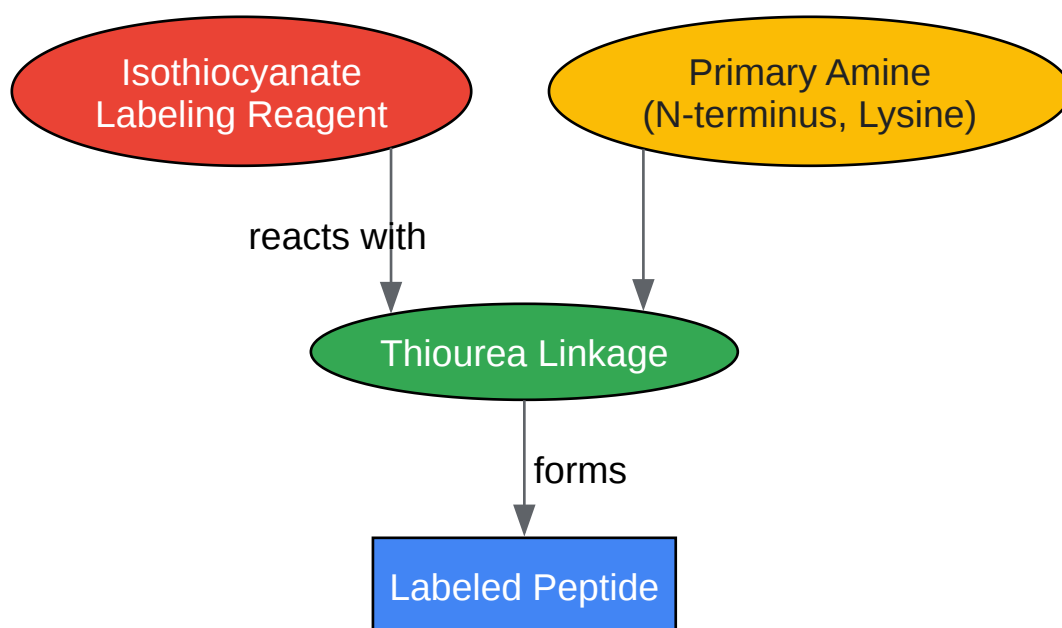 Isothiocyanate
Labeling Reagent
Primary Amine
(N-terminus, Lysine)
reacts with
Thiourea Linkage
forms
Labeled Peptide